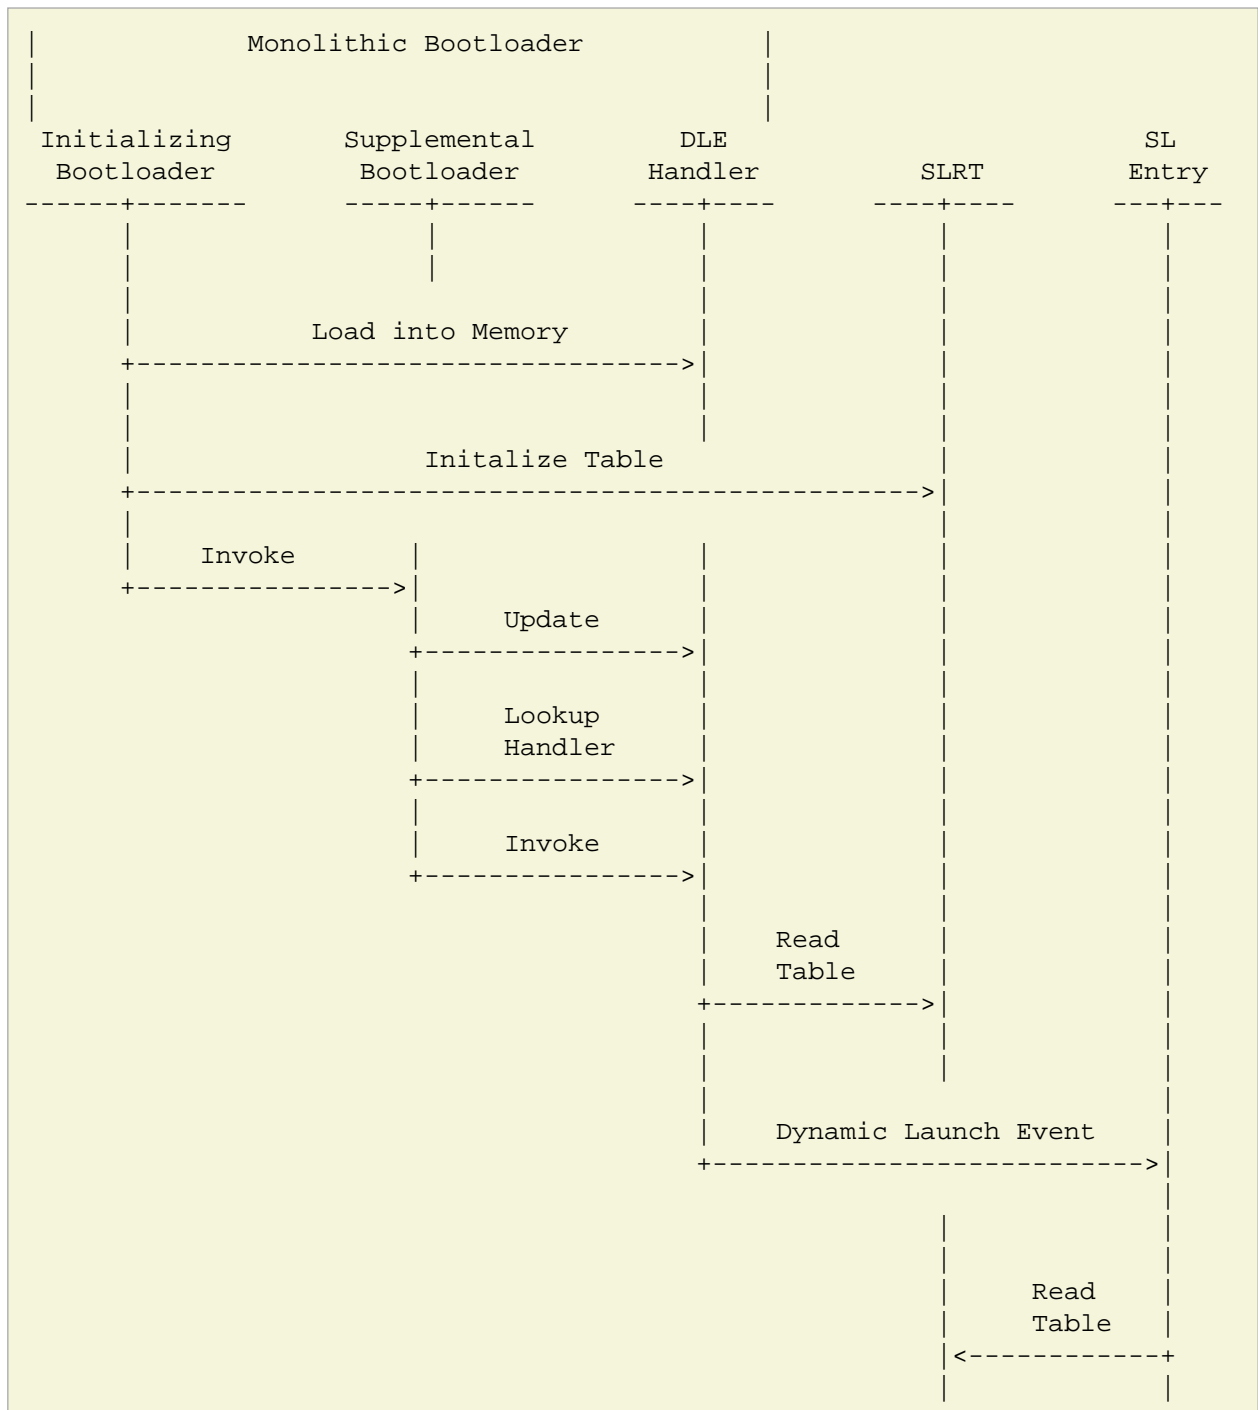 Monolithic Bootloader
Initializing Supplemental DLE SL
Bootloader Bootloader Handler SLRT Entry
Load into Memory
Initalize Table
Invoke
Update
Lookup
Handler
Invoke
Read
Table
Dynamic Launch Event
Read
Table